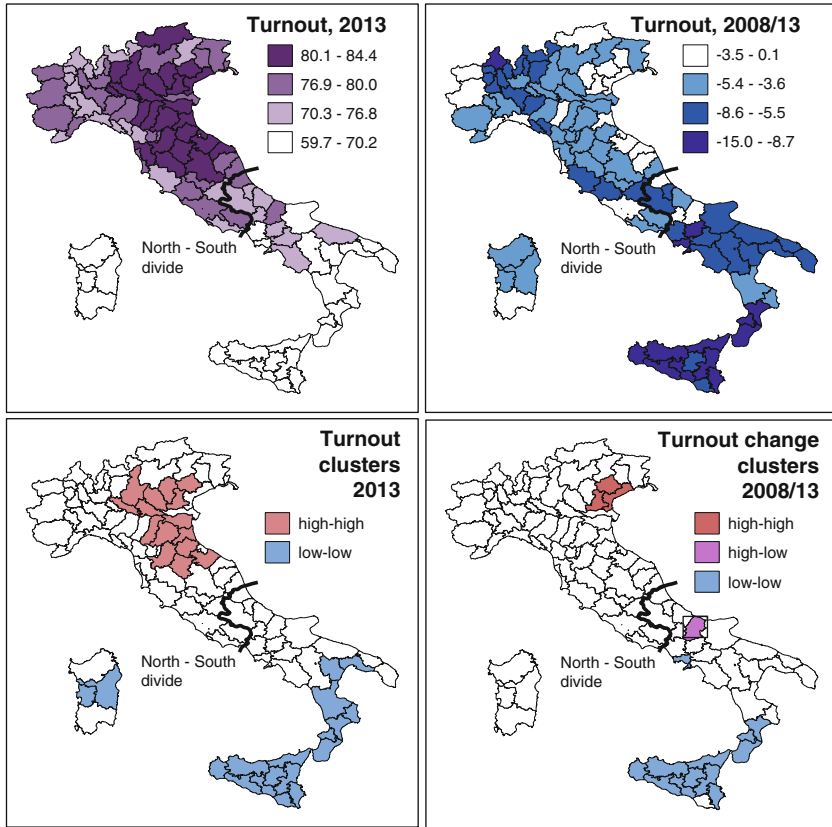 Turnout, 2013
80.1 - 84.4
76.9 - 80.0
70.3 - 76.8
59.7 - 70.2
North - South
divide
Turnout, 2008/13
-3.5 - 0.1
-5.4 - -3.6
-8.6 - -5.5
-15.0 - -8.7
North - South
divide
Turnout
clusters
2013
high-high
low-low
North - South
divide
Turnout change
clusters
2008/13
high-high
high-low
low-low
North - South
divide